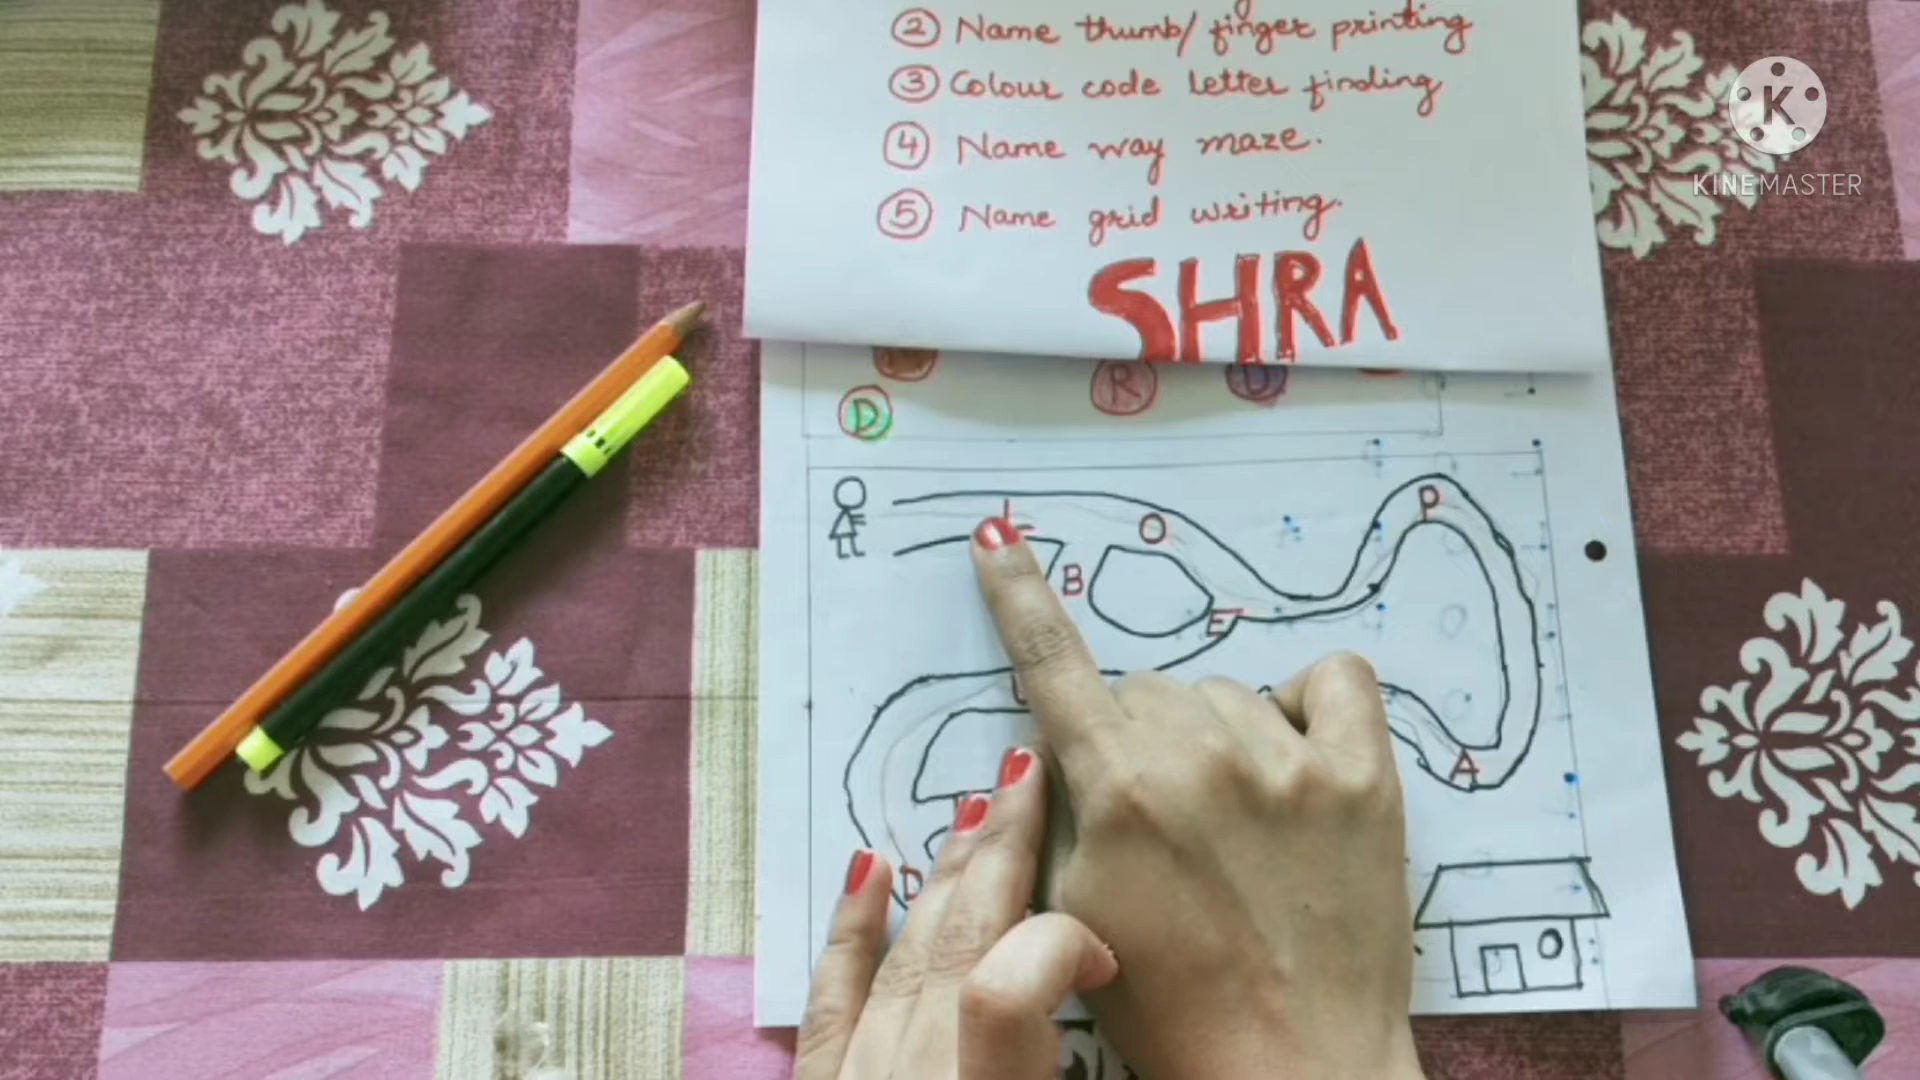 ② Name thumb/finger printing
③ Colour code letter finding
④ Name way maze.
⑤ Name grid writing.
SHRA
K
KINEMASTER
R
D
L
O
P
B
E
A
D